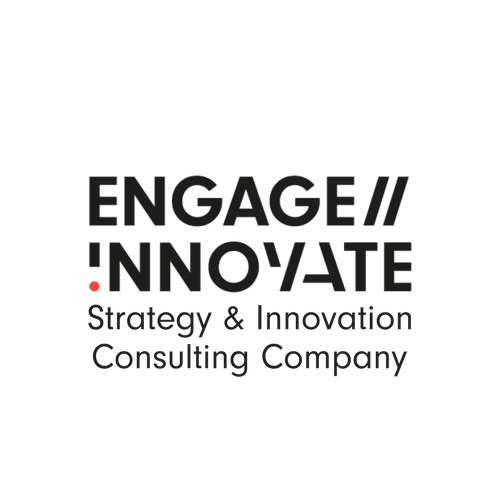 ENGAGE//
INNOVATE
Strategy & Innovation
Consulting Company